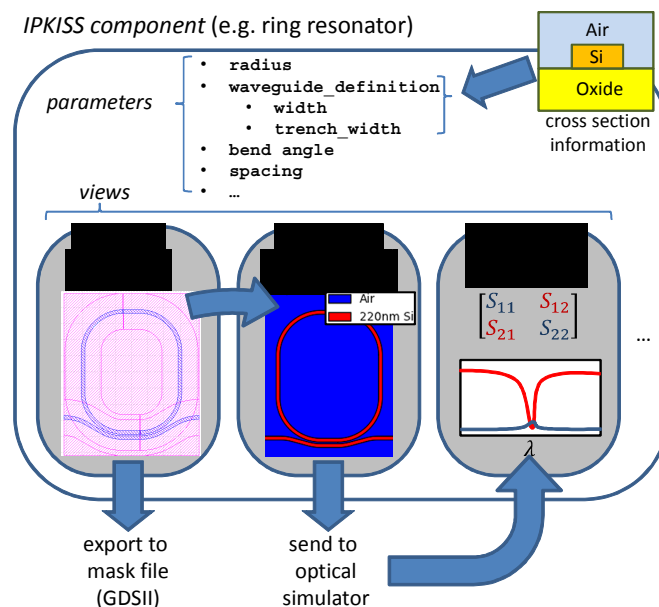 IPKISS component (e.g. ring resonator)
Air
Si
Oxide
cross section
information
parameters
• radius
• waveguide_definition
• width
• trench_width
• bend angle
• spacing
• …
views
Air
220nm Si
S11 S12
S21 S22
λ
...
export to
mask file
(GDSII)
send to
optical
simulator